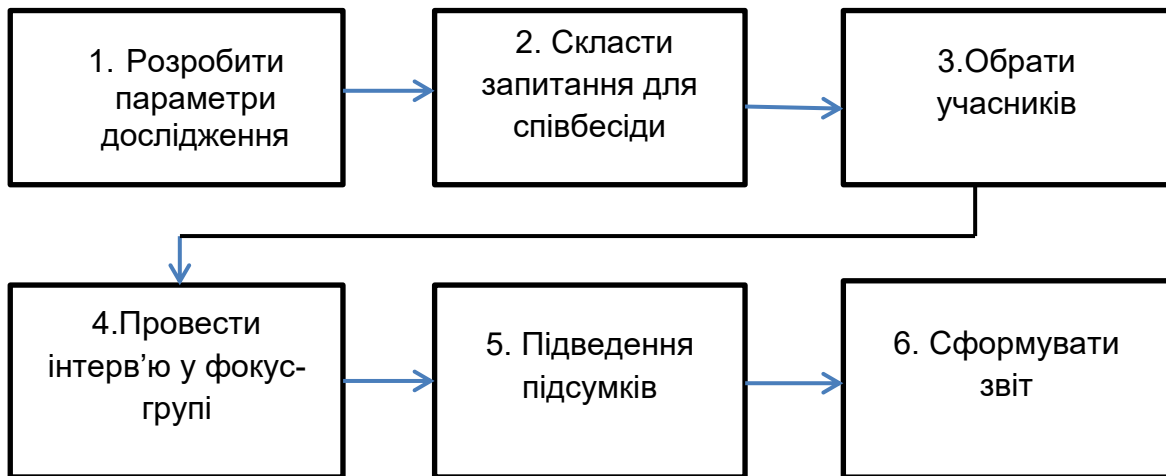 1. Розробити
параметри
дослідження
2. Скласти
запитання для
співбесіди
3.Обрати
учасників
4.Провести
інтерв’ю у фокус-
групі
5. Підведення
підсумків
6. Сформувати
звіт